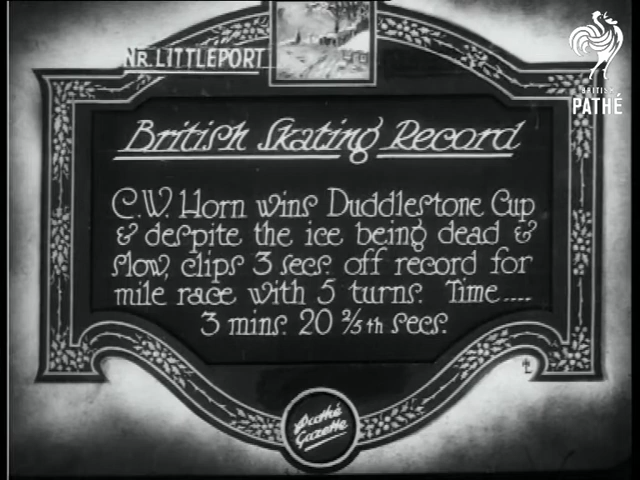 NR. LITTLEPORT
BRITISH
PATHÉ
British Skating Record
C.W. Horn wins Duddlestone Cup
& despite the ice being dead &
slow, clips 3 secs. off record for
mile race with 5 turns. Time....
3 mins. 20 2/5th secs.
Pathé
Gazette